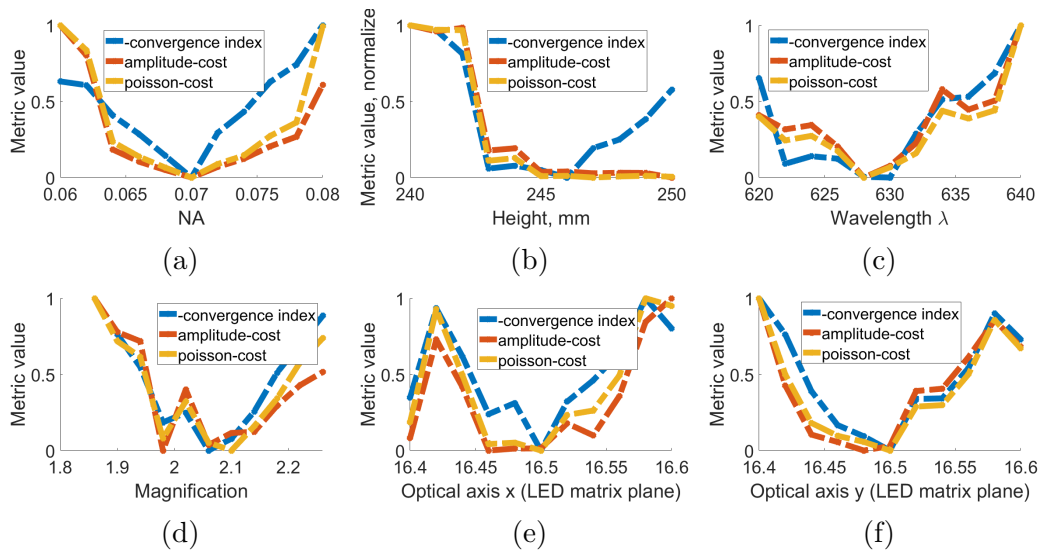 Metric value
1
0.5
0
-convergence index
amplitude-cost
poisson-cost
0.06 0.065 0.07 0.075 0.08
NA
(a)
Metric value, normalize
1
0.5
0
-convergence index
amplitude-cost
poisson-cost
240 245 250
Height, mm
(b)
Metric value
1
0.5
0
-convergence index
amplitude-cost
poisson-cost
620 625 630 635 640
Wavelength λ
(c)
Metric value
1
0.5
0
-convergence index
amplitude-cost
poisson-cost
1.8 1.9 2 2.1 2.2
Magnification
(d)
Metric value
1
0.5
0
-convergence index
amplitude-cost
poisson-cost
16.4 16.45 16.5 16.55 16.6
Optical axis x (LED matrix plane)
(e)
Metric value
1
0.5
0
-convergence index
amplitude-cost
poisson-cost
16.4 16.45 16.5 16.55 16.6
Optical axis y (LED matrix plane)
(f)